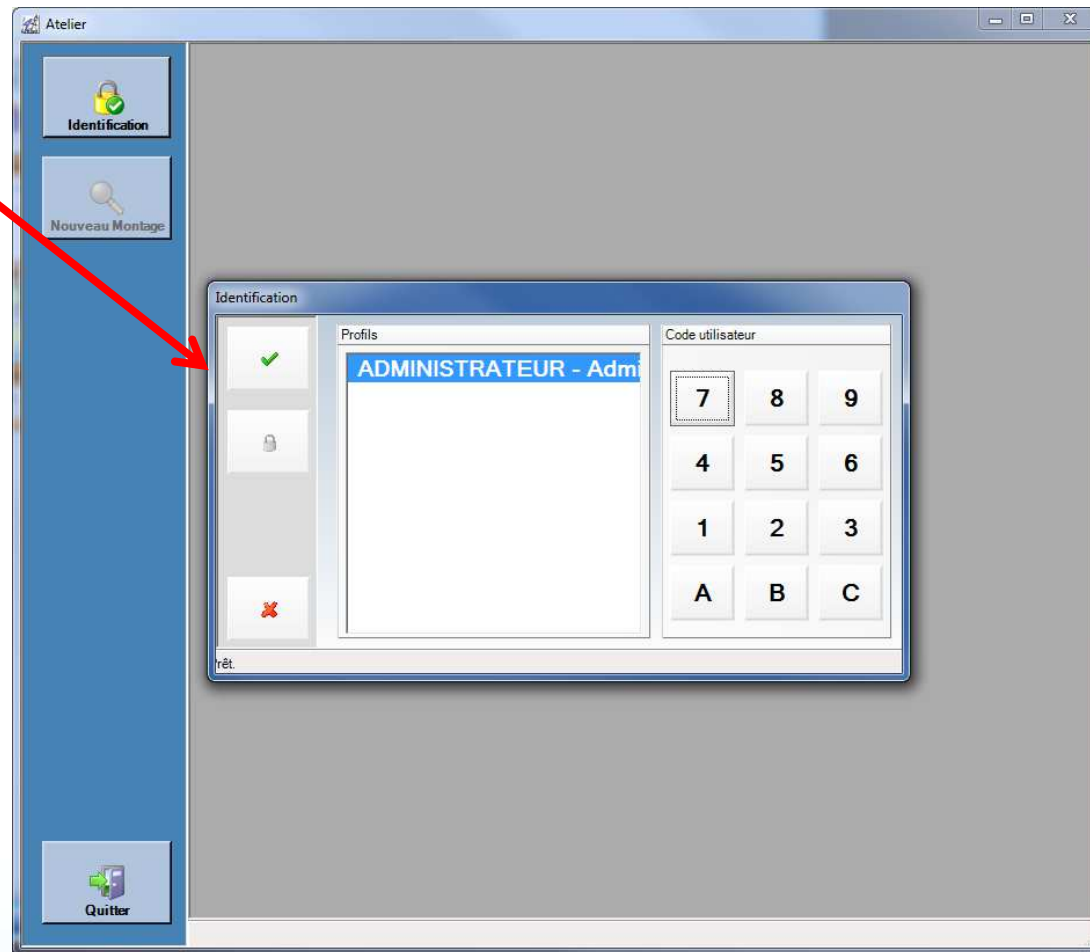 Atelier
Identification
Nouveau Montage
Identification
Profils
ADMINISTRATEUR - Admi
Code utilisateur
7 8 9
4 5 6
1 2 3
A B C
rêt.
Quitter